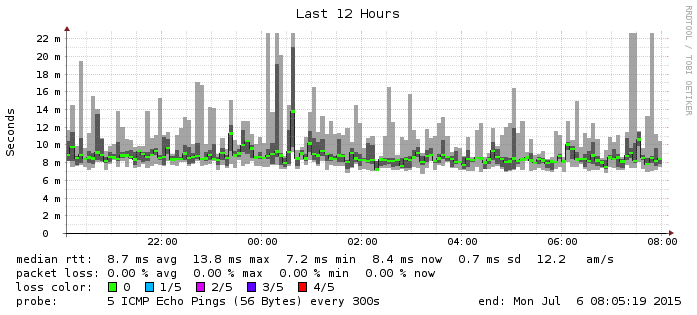 Last 12 Hours
RRDTOOL / TOBI OETIKER
Seconds
22 m
20 m
18 m
16 m
14 m
12 m
10 m
8 m
6 m
4 m
2 m
0
22:00 00:00 02:00 04:00 06:00 08:00
median rtt: 8.7 ms avg 13.8 ms max 7.2 ms min 8.4 ms now 0.7 ms sd 12.2 am/s
packet loss: 0.00 % avg 0.00 % max 0.00 % min 0.00 % now
loss color: 0 1/5 2/5 3/5 4/5
probe: 5 ICMP Echo Pings (56 Bytes) every 300s end: Mon Jul 6 08:05:19 2015